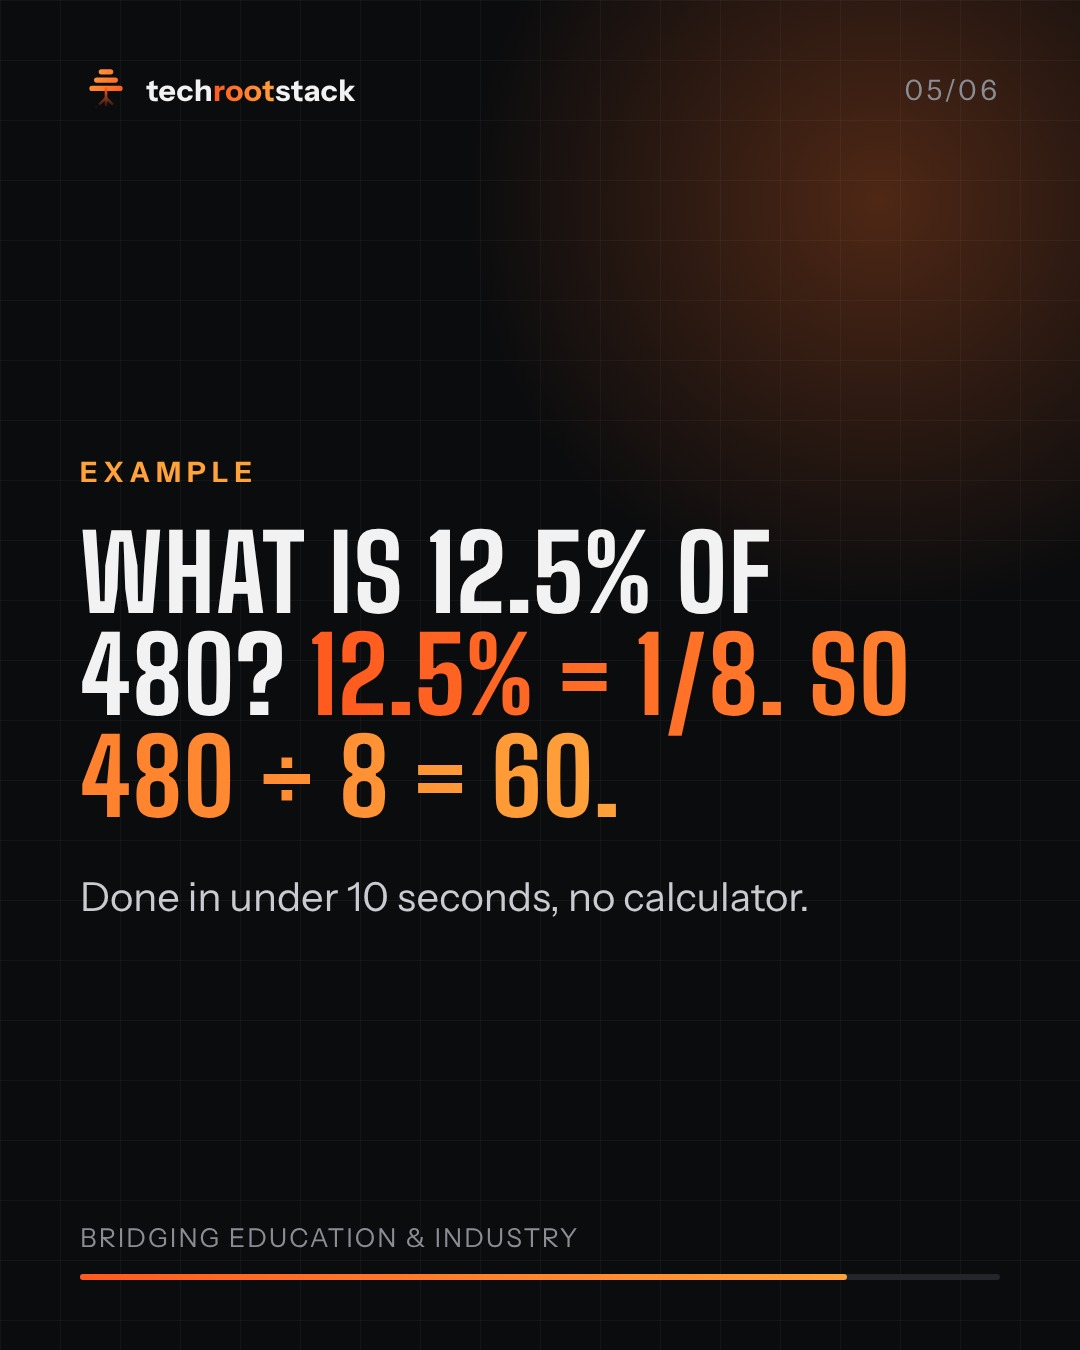 techrootstack
05/06
EXAMPLE
WHAT IS 12.5% OF
480? 12.5% = 1/8. SO
480 ÷ 8 = 60.
Done in under 10 seconds, no calculator.
BRIDGING EDUCATION & INDUSTRY